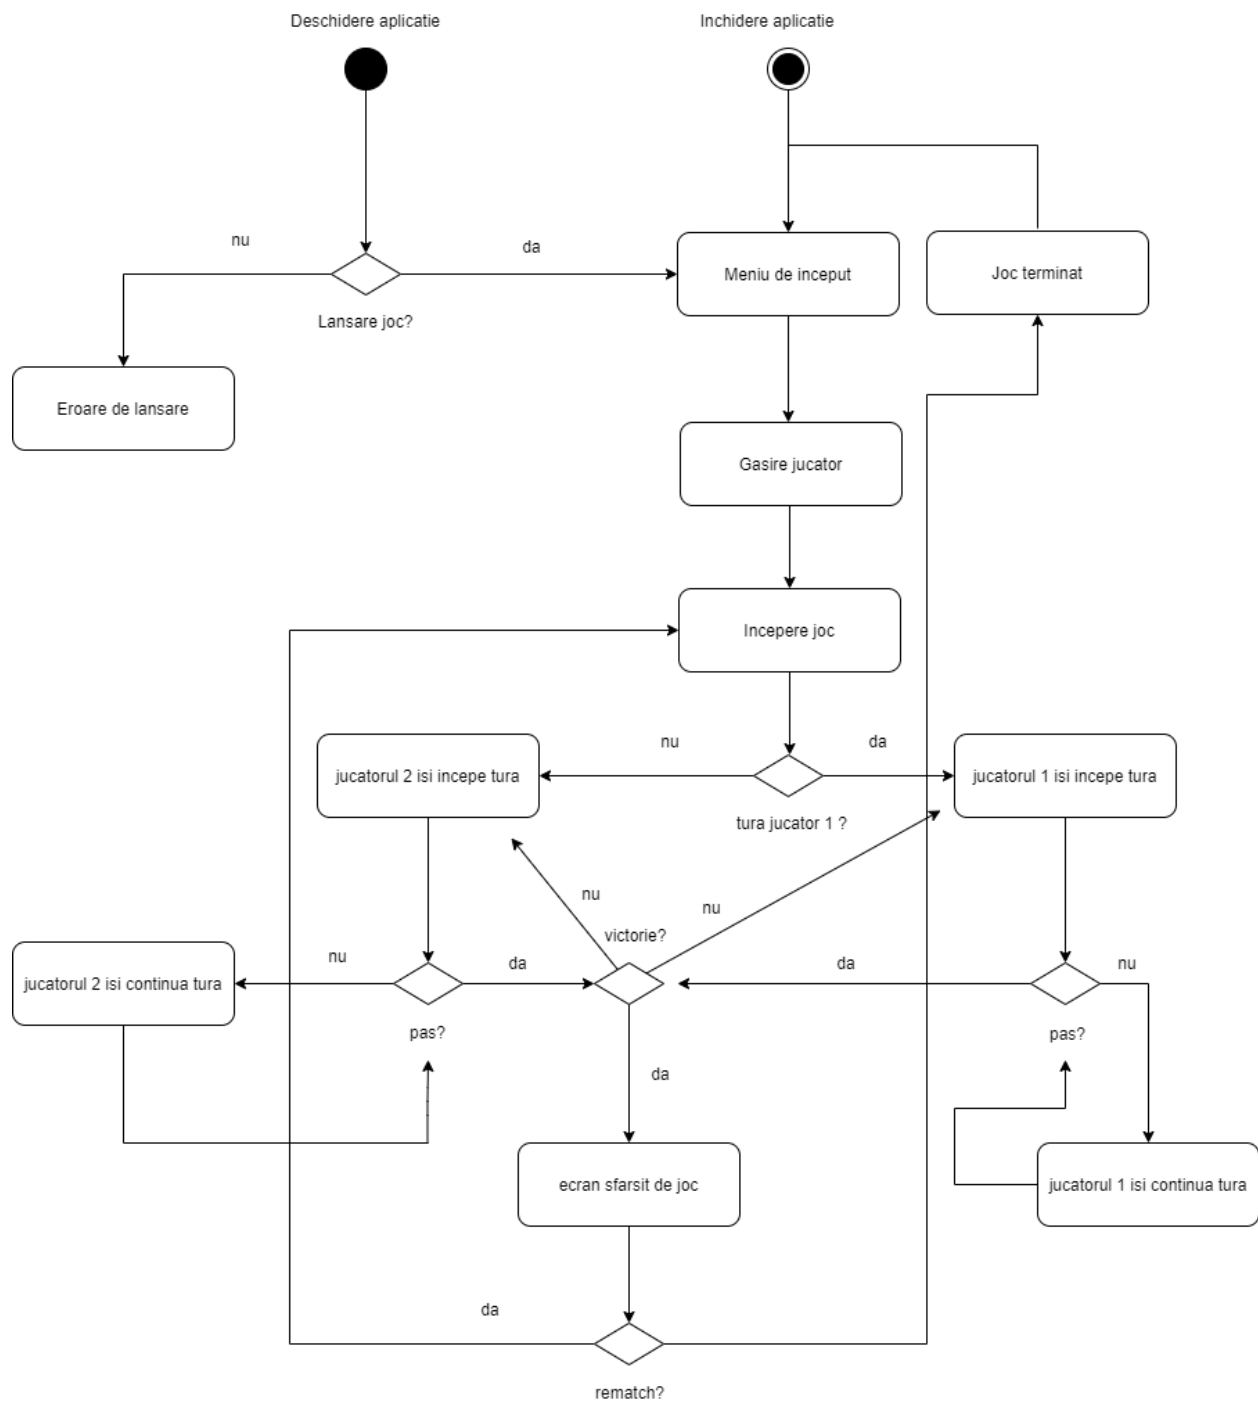 Deschidere aplicatie
Inchidere aplicatie
nu
da
Lansare joc?
Meniu de inceput
Joc terminat
Eroare de lansare
Gasire jucator
Incepere joc
nu
da
jucatorul 2 isi incepe tura
jucatorul 1 isi incepe tura
tura jucator 1 ?
nu
nu
victorie?
nu
da
da
nu
jucatorul 2 isi continua tura
pas?
pas?
da
ecran sfarsit de joc
jucatorul 1 isi continua tura
da
rematch?